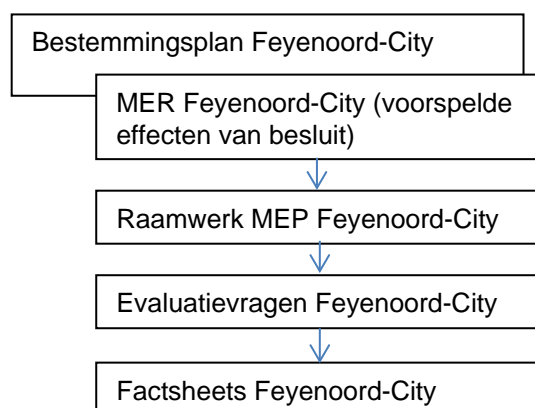 Bestemmingsplan Feyenoord-City
MER Feyenoord-City (voorspelde
effecten van besluit)
Raamwerk MEP Feyenoord-City
Evaluatievragen Feyenoord-City
Factsheets Feyenoord-City